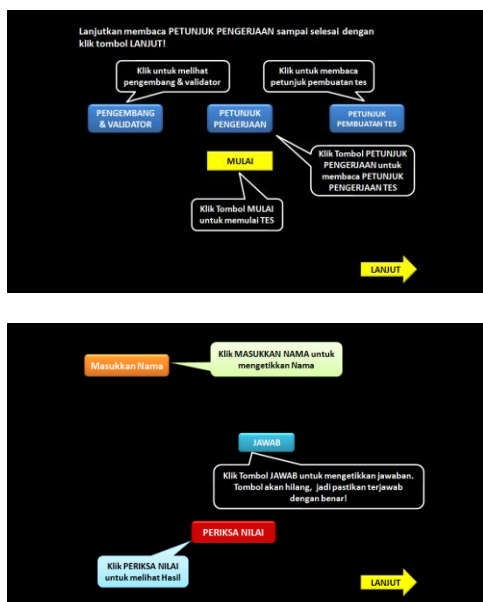 Lanjutkan membaca PETUNJUK PENGERJAAN sampai selesai dengan
klik tombol LANJUT!
Klik untuk melihat
pengembang & validator
Klik untuk membaca
petunjuk pembuatan tes
PENGEMBANG
& VALIDATOR
PETUNJUK
PENGERJAAN
PETUNJUK
PEMBUATAN TES
MULAI
Klik Tombol PETUNJUK
PENGERJAAN untuk
membaca PETUNJUK
PENGERJAAN TES
Klik Tombol MULAI
untuk memulai TES
LANJUT
Masukkan Nama
Klik MASUKKAN NAMA untuk
mengetikkan Nama
JAWAB
Klik Tombol JAWAB untuk mengetikkan jawaban.
Tombol akan hilang, jadi pastikan terjawab
dengan benar!
PERIKSA NILAI
Klik PERIKSA NILAI
untuk melihat Hasil
LANJUT